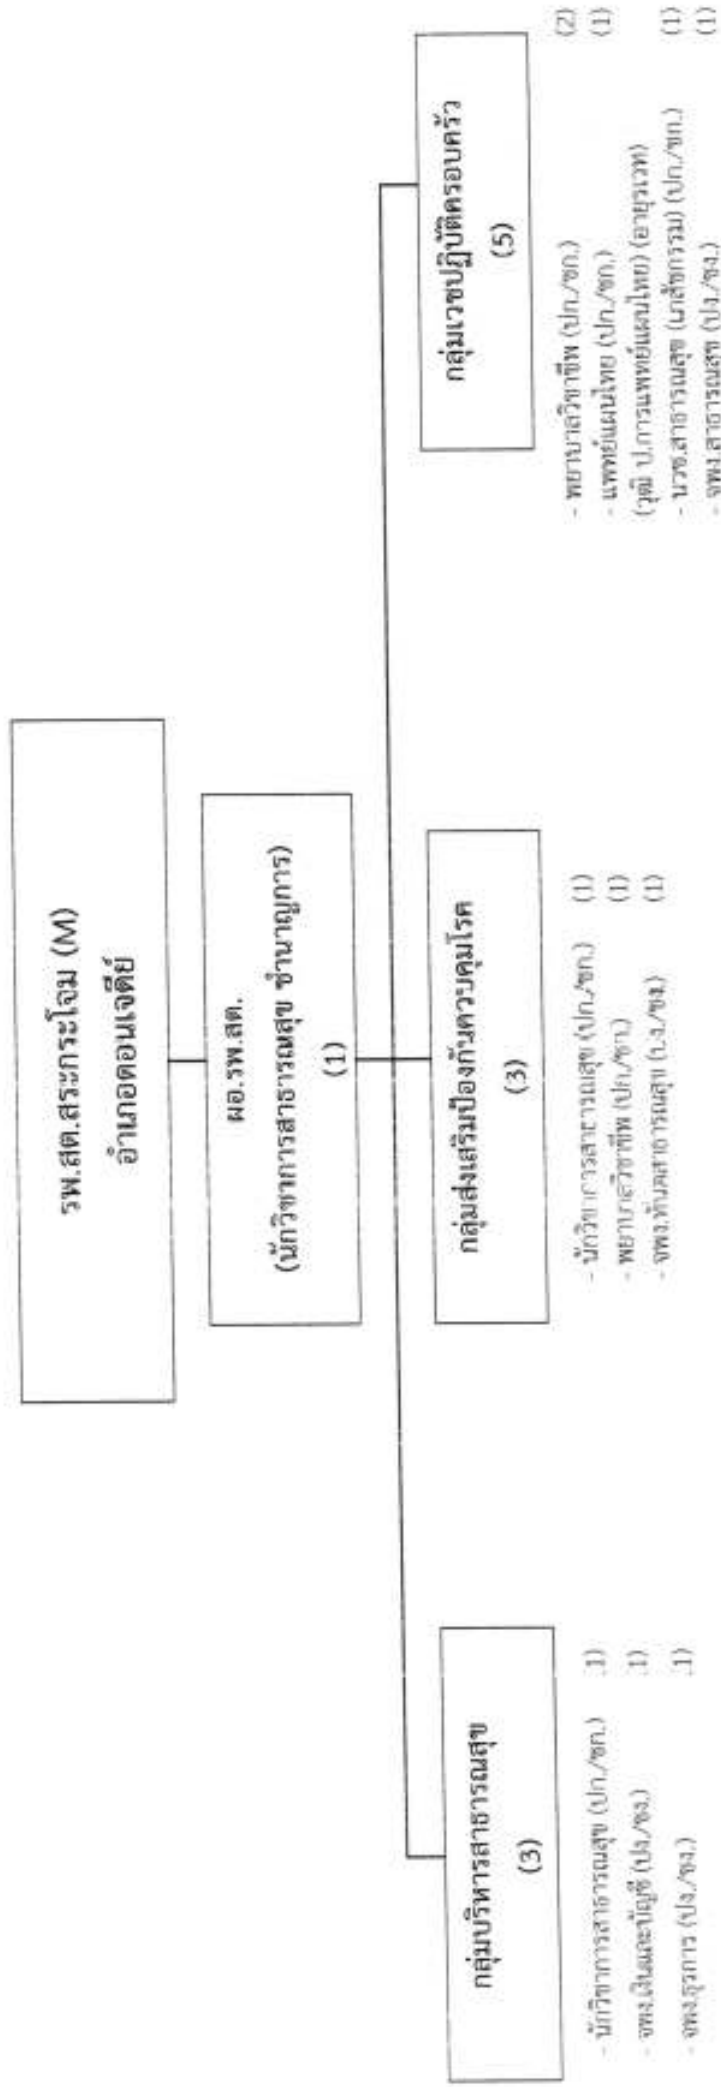 รพ.สต.สระกระโจม (M)
อำเภอดอนเจดีย์
ผอ.รพ.สต.
(นักวิชาการสาธารณสุข ชำนาญการ)
(1)
กลุ่มบริหารสาธารณสุข
(3)
- นักวิชาการสาธารณสุข (ปก./ชก.) (1)
- จพง.เงินและบัญชี (ปง./ชง.) (1)
- จพง.ธุรการ (ปง./ชง.) (1)
กลุ่มส่งเสริมป้องกันควบคุมโรค
(3)
- นักวิชาการสาธารณสุข (ปก./ชก.) (1)
- พยาบาลวิชาชีพ (ปก./ชก.) (1)
- จพง.ทันตสาธารณสุข (ปง./ชง.) (1)
กลุ่มเวชปฏิบัติครอบครัว
(5)
- พยาบาลวิชาชีพ (ปก./ชก.) (2)
- แพทย์แผนไทย (ปก./ชก.) (1)
(วุฒิ ป.การแพทย์แผนไทย) (อายุรเวท)
- นวช.สาธารณสุข (เภสัชกรรม) (ปก./ชก.) (1)
- จพง.สาธารณสุข (ปง./ชง.) (1)